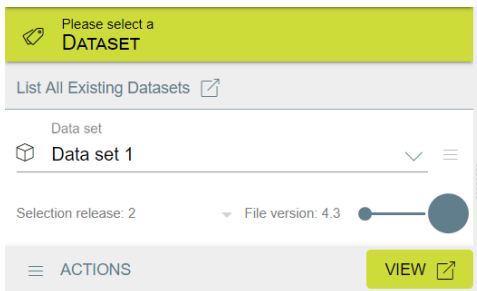 Please select a
DATASET
List All Existing Datasets
Data set
Data set 1
Selection release: 2 File version: 4.3
ACTIONS VIEW